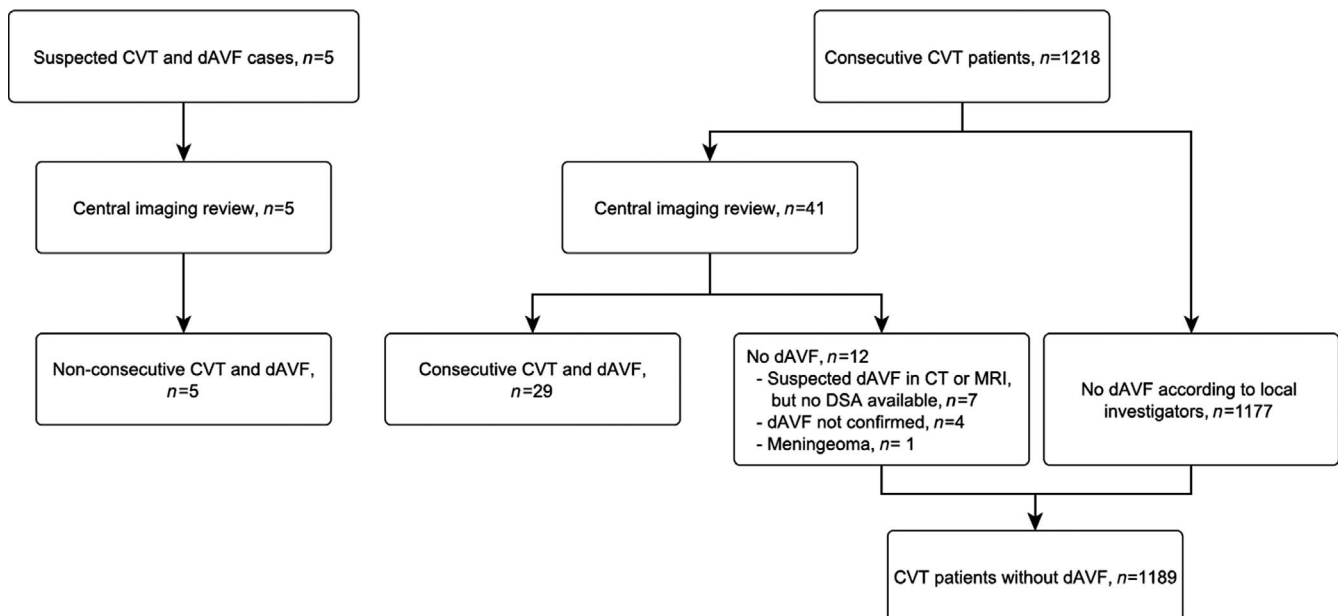 Suspected CVT and dAVF cases, n=5
Consecutive CVT patients, n=1218
Central imaging review, n=5
Central imaging review, n=41
Non-consecutive CVT and dAVF,
n=5
Consecutive CVT and dAVF,
n=29
No dAVF, n=12
- Suspected dAVF in CT or MRI,
but no DSA available, n=7
- dAVF not confirmed, n=4
- Meningeoma, n= 1
No dAVF according to local
investigators, n=1177
CVT patients without dAVF, n=1189